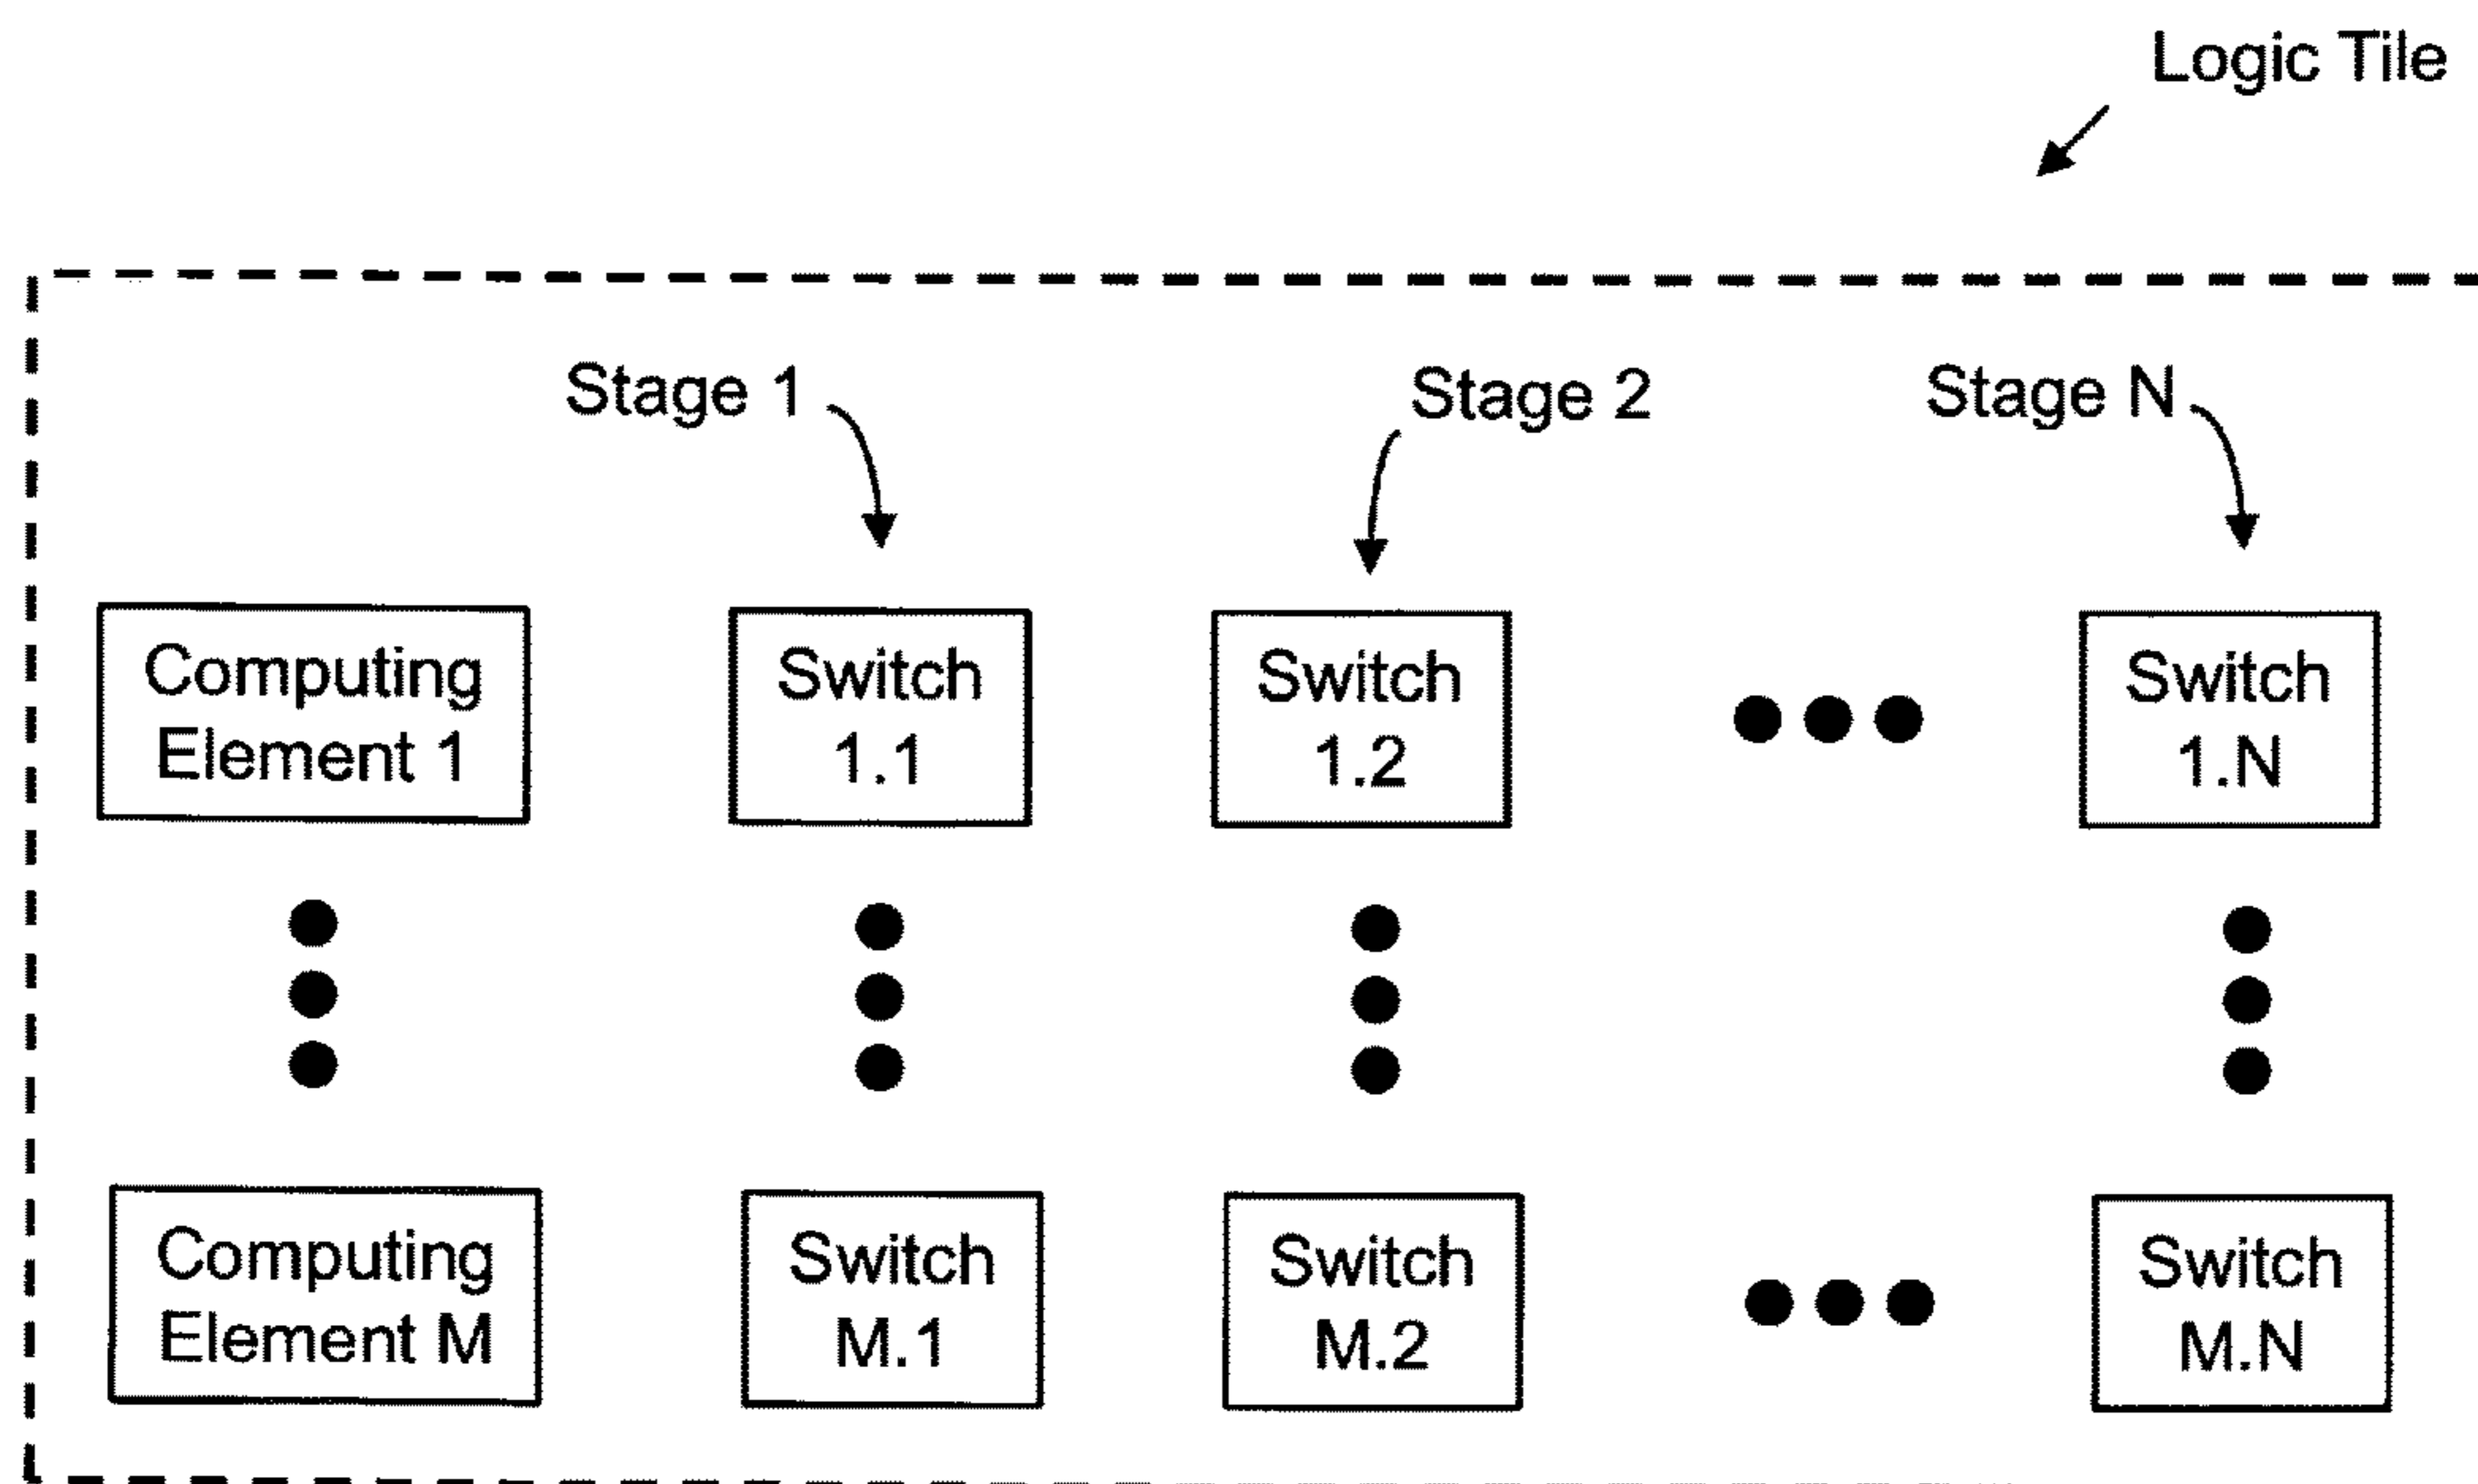 Logic Tile
Stage 1
Stage 2
Stage N
Computing
Element 1
Switch
1.1
Switch
1.2
Switch
1.N
Computing
Element M
Switch
M.1
Switch
M.2
Switch
M.N